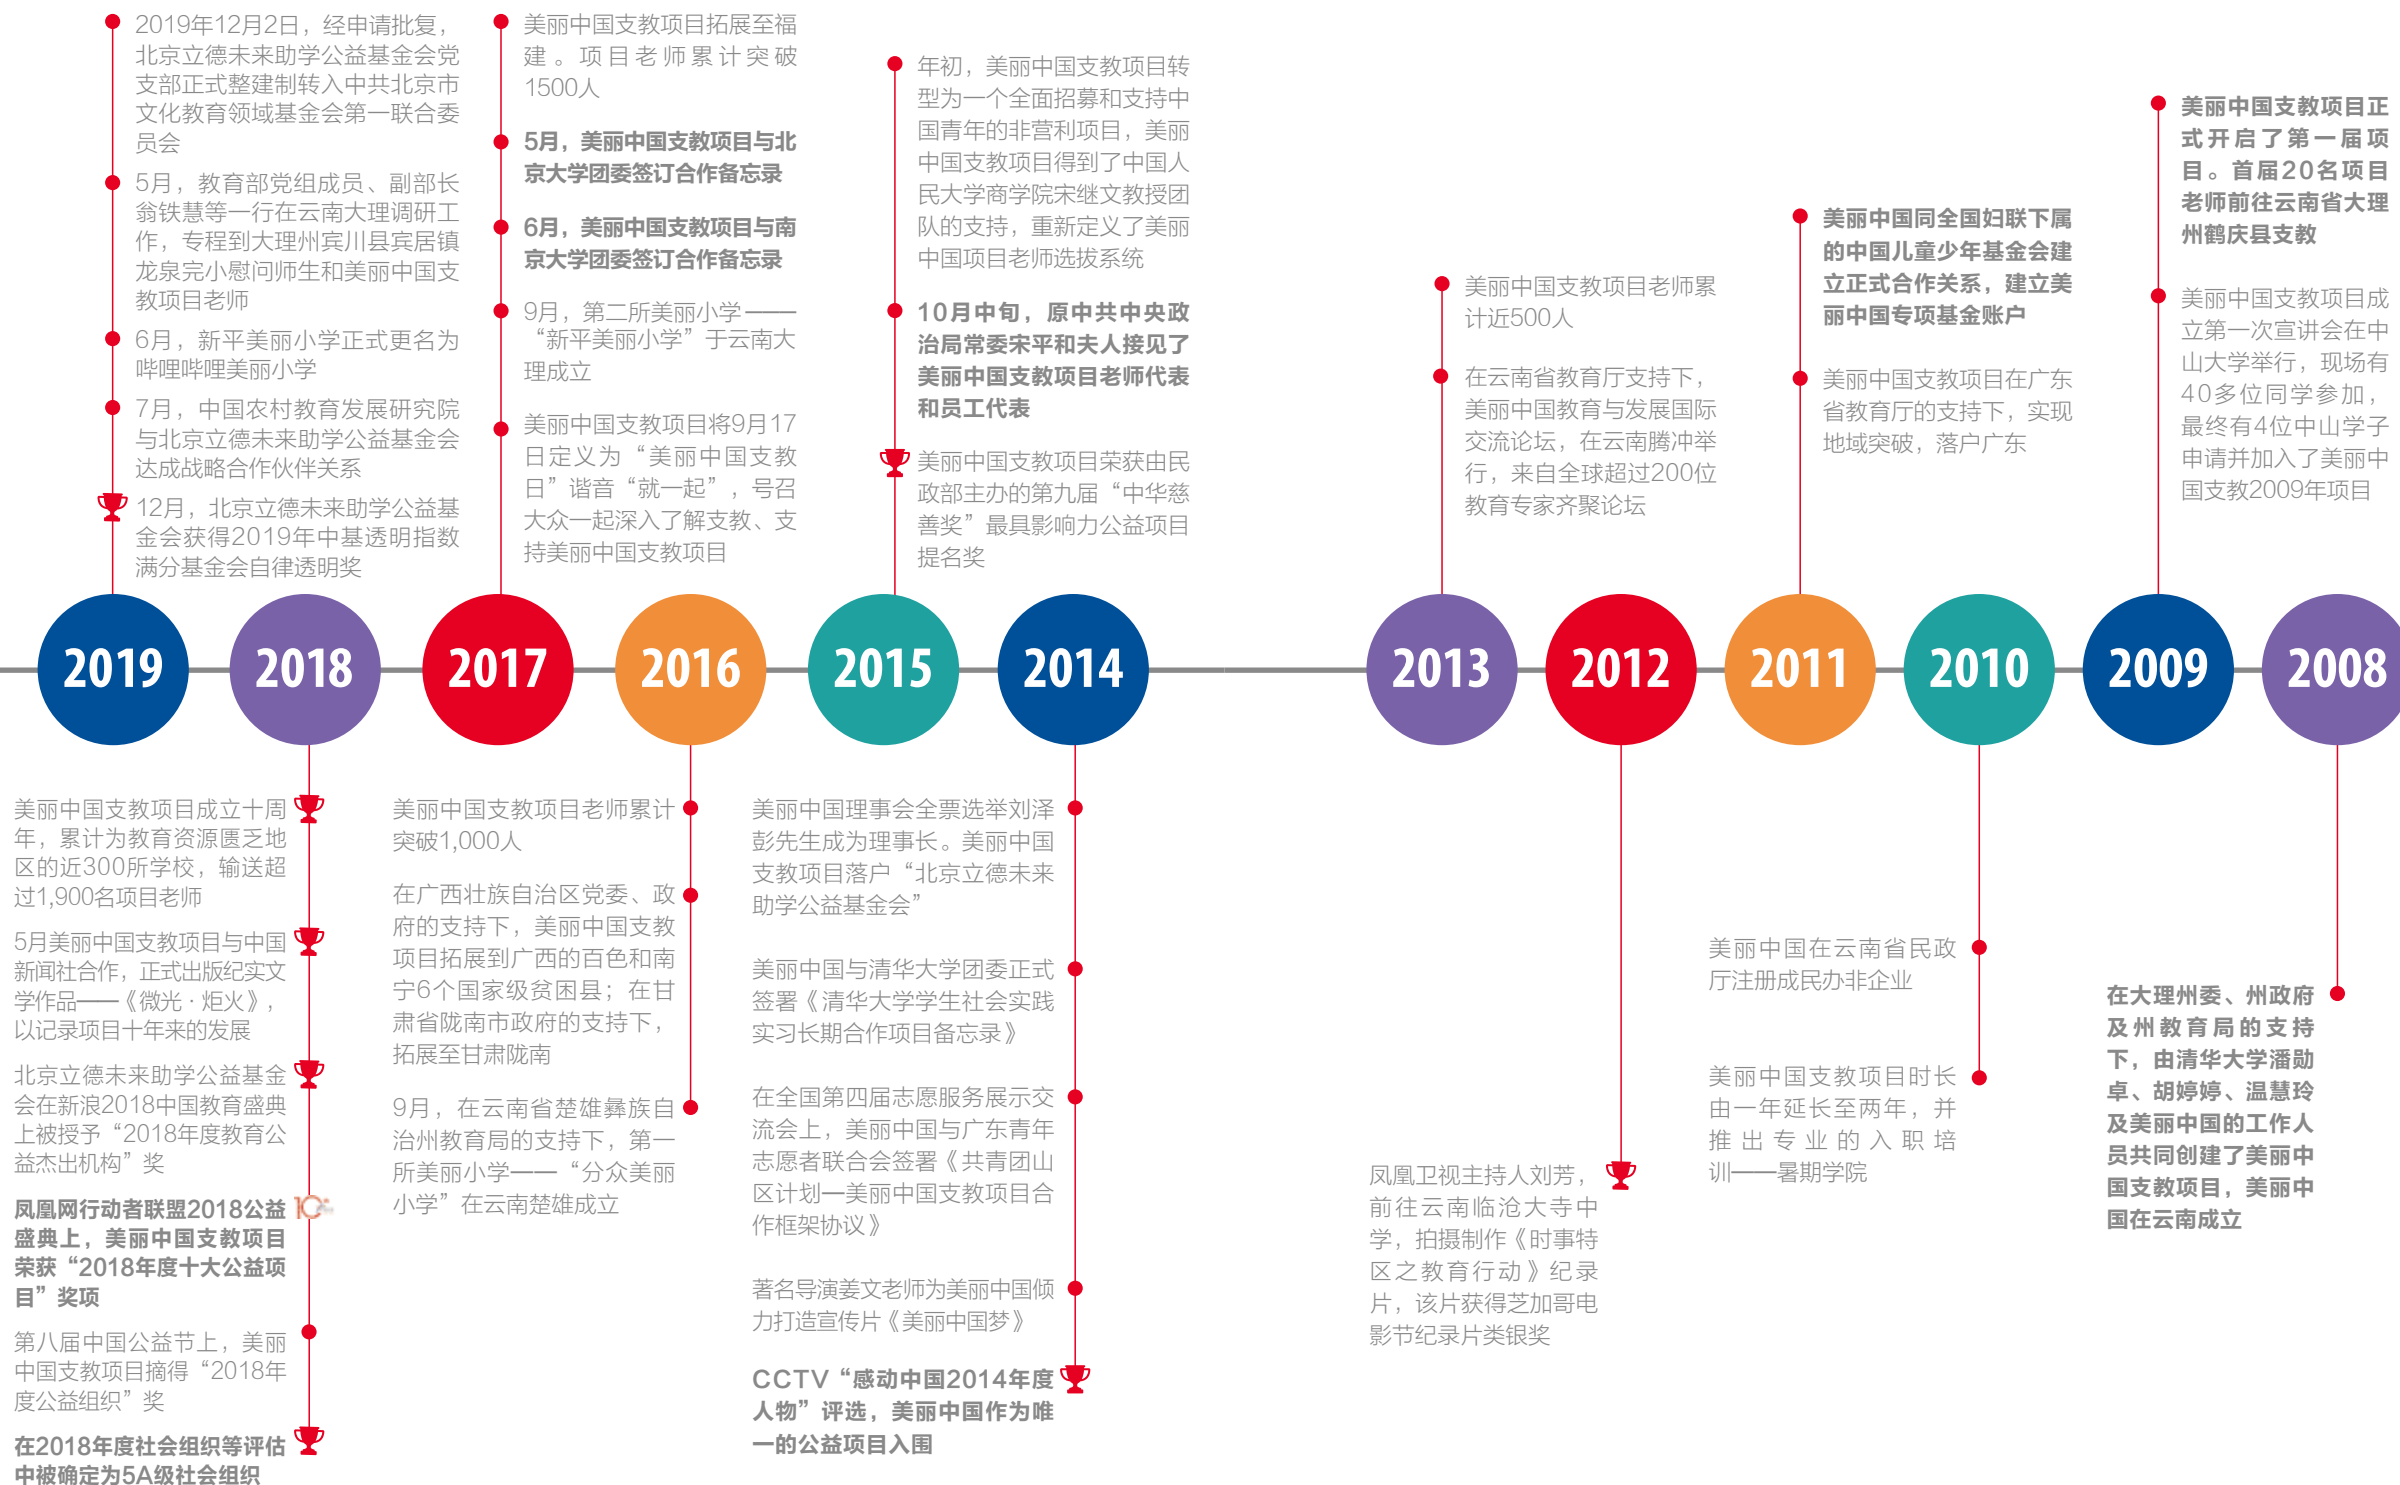 2019年12月2日，经申请批复，
北京立德未来助学公益基金会党
支部正式整建制转入中共北京市
文化教育领域基金会第一联合委
员会
5月，教育部党组成员、副部长
翁铁慧等一行在云南大理调研工
作，专程到大理州宾川县宾居镇
龙泉完小慰问师生和美丽中国支
教项目老师
6月，新平美丽小学正式更名为
哔哩哔哩美丽小学
7月，中国农村教育发展研究院
与北京立德未来助学公益基金会
达成战略合作伙伴关系
12月，北京立德未来助学公益基
金会获得2019年中基透明指数
满分基金会自律透明奖
美丽中国支教项目拓展至福
建。项目老师累计突破
1500人
5月，美丽中国支教项目与北
京大学团委签订合作备忘录
6月，美丽中国支教项目与南
京大学团委签订合作备忘录
9月，第二所美丽小学——
“新平美丽小学”于云南大
理成立
美丽中国支教项目将9月17
日定义为“美丽中国支教
日”谐音“就一起”，号召
大众一起深入了解支教、支
持美丽中国支教项目
年初，美丽中国支教项目转
型为一个全面招募和支持中
国青年的非营利项目，美丽
中国支教项目得到了中国人
民大学商学院宋继文教授团
队的支持，重新定义了美丽
中国项目老师选拔系统
10月中旬，原中共中央政
治局常委宋平和夫人接见了
美丽中国支教项目老师代表
和员工代表
美丽中国支教项目荣获由民
政部主办的第九届“中华慈
善奖”最具影响力公益项目
提名奖
美丽中国支教项目老师累
计近500人
在云南省教育厅支持下，
美丽中国教育与发展国际
交流论坛，在云南腾冲举
行，来自全球超过200位
教育专家齐聚论坛
美丽中国同全国妇联下属
的中国儿童少年基金会建
立正式合作关系，建立美
丽中国专项基金账户
美丽中国支教项目在广东
省教育厅的支持下，实现
地域突破，落户广东
美丽中国支教项目正
式开启了第一届项
目。首届20名项目
老师前往云南省大理
州鹤庆县支教
美丽中国支教项目成
立第一次宣讲会在中
山大学举行，现场有
40多位同学参加，
最终有4位中山学子
申请并加入了美丽中
国支教2009年项目
2019 2018 2017 2016 2015 2014 2013 2012 2011 2010 2009 2008
美丽中国支教项目成立十周
年，累计为教育资源匮乏地
区的近300所学校，输送超
过1,900名项目老师
5月美丽中国支教项目与中国
新闻社合作，正式出版纪实文
学作品——《微光·炬火》，
以记录项目十年来的发展
北京立德未来助学公益基金
会在新浪2018中国教育盛典
上被授予“2018年度教育公
益杰出机构”奖
凤凰网行动者联盟2018公益
盛典上，美丽中国支教项目
荣获“2018年度十大公益项
目”奖项
第八届中国公益节上，美丽
中国支教项目摘得“2018年
度公益组织”奖
在2018年度社会组织等评估
中被确定为5A级社会组织
美丽中国支教项目老师累计
突破1,000人
在广西壮族自治区党委、政
府的支持下，美丽中国支教
项目拓展到广西的百色和南
宁6个国家级贫困县；在甘
肃省陇南市政府的支持下，
拓展至甘肃陇南
9月，在云南省楚雄彝族自
治州教育局的支持下，第一
所美丽小学——“分众美丽
小学”在云南楚雄成立
美丽中国理事会全票选举刘泽
彭先生成为理事长。美丽中国
支教项目落户“北京立德未来
助学公益基金会”
美丽中国与清华大学团委正式
签署《清华大学学生社会实践
实习长期合作项目备忘录》
在全国第四届志愿服务展示交
流会上，美丽中国与广东青年
志愿者联合会签署《共青团山
区计划—美丽中国支教项目合
作框架协议》
著名导演姜文老师为美丽中国倾
力打造宣传片《美丽中国梦》
CCTV“感动中国2014年度
人物”评选，美丽中国作为唯
一的公益项目入围
凤凰卫视主持人刘芳，
前往云南临沧大寺中
学，拍摄制作《时事特
区之教育行动》纪录
片，该片获得芝加哥电
影节纪录片类银奖
美丽中国在云南省民政
厅注册成民办非企业
美丽中国支教项目时长
由一年延长至两年，并
推出专业的入职培
训——暑期学院
在大理州委、州政府
及州教育局的支持
下，由清华大学潘勋
卓、胡婷婷、温慧玲
及美丽中国的工作人
员共同创建了美丽中
国支教项目，美丽中
国在云南成立